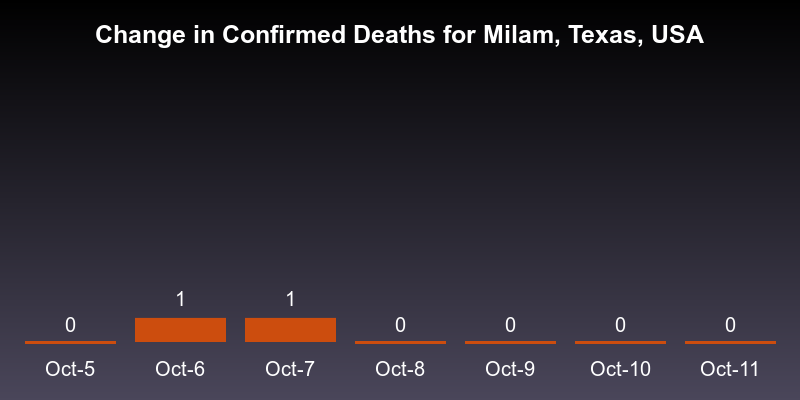 Change in Confirmed Deaths for Milam, Texas, USA
1 1
0 0 0 0 0
Oct-5 Oct-6 Oct-7 Oct-8 Oct-9 Oct-10 Oct-11